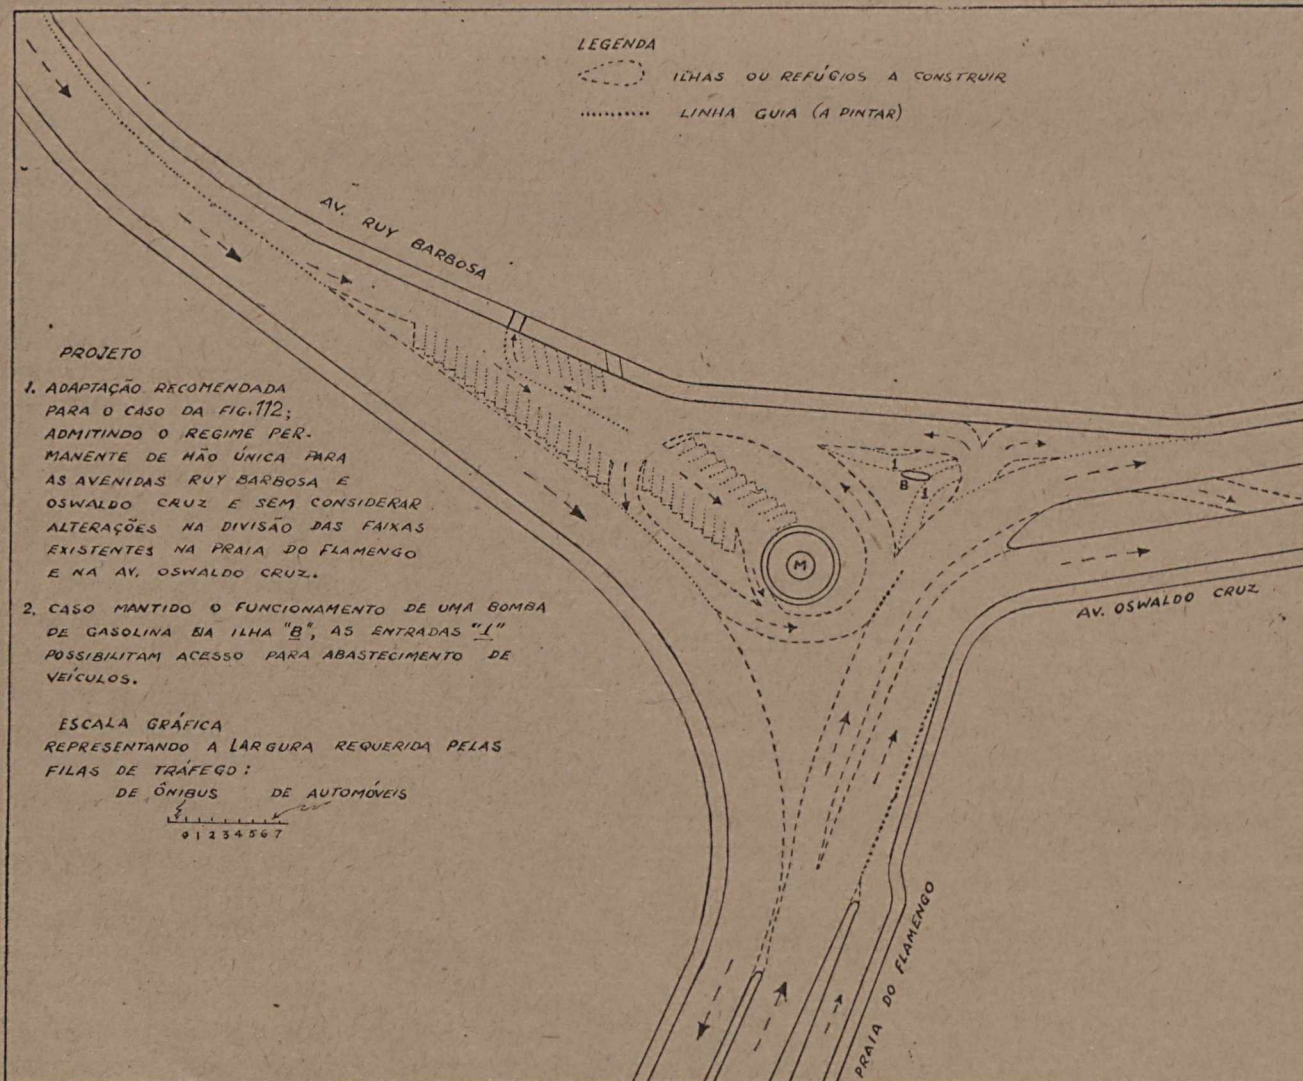 LEGENDA
ILHAS OU REFÚGIOS A CONSTRUIR
LINHA GUIA (A PINTAR)
AV. RUY BARBOSA
PROJETO
1. ADAPTAÇÃO RECOMENDADA
PARA O CASO DA FIG. 112;
ADMITINDO O REGIME PER-
MANENTE DE MÃO ÚNICA PARA
AS AVENIDAS RUY BARBOSA E
OSWALDO CRUZ E SEM CONSIDERAR
ALTERAÇÕES NA DIVISÃO DAS FAIXAS
EXISTENTES NA PRAIA DO FLAMENGO
E NA AV. OSWALDO CRUZ.
2. CASO MANTIDO O FUNCIONAMENTO DE UMA BOMBA
DE GASOLINA NA ILHA "B", AS ENTRADAS "1"
POSSIBILITAM ACESSO PARA ABASTECIMENTO DE
VEÍCULOS.
ESCALA GRÁFICA
REPRESENTANDO A LARGURA REQUERIDA PELAS
FILAS DE TRÁFEGO:
DE ÔNIBUS DE AUTOMÓVEIS
0 1 2 3 4 5 6 7
1
B
1
M
AV. OSWALDO CRUZ
PRAIA DO FLAMENGO